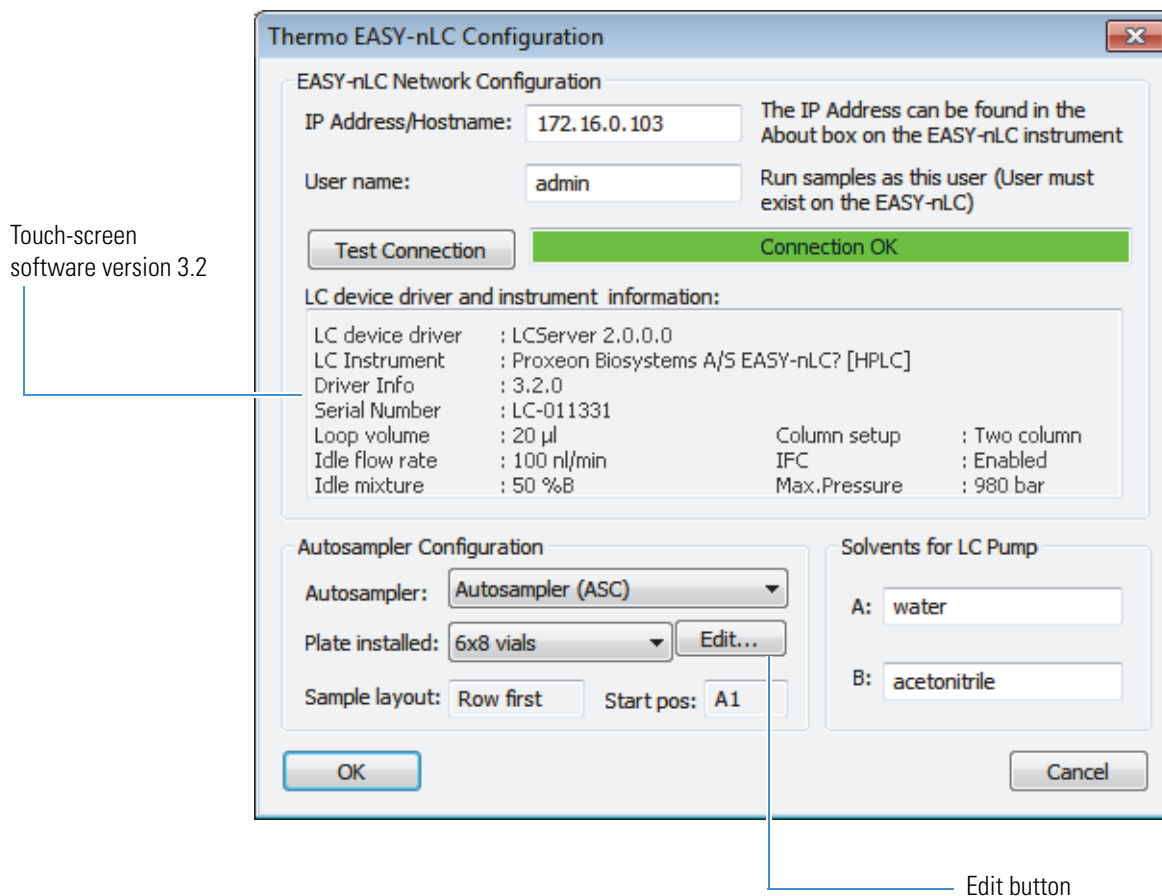 Thermo EASY-nLC Configuration
EASY-nLC Network Configuration
IP Address/Hostname: 172.16.0.103 The IP Address can be found in the
About box on the EASY-nLC instrument
User name: admin Run samples as this user (User must
exist on the EASY-nLC)
Touch-screen
software version 3.2
Test Connection Connection OK
LC device driver and instrument information:
LC device driver : LCServer 2.0.0.0
LC Instrument : Proxeon Biosystems A/S EASY-nLC? [HPLC]
Driver Info : 3.2.0
Serial Number : LC-011331
Loop volume : 20 µl Column setup : Two column
Idle flow rate : 100 nl/min IFC : Enabled
Idle mixture : 50 %B Max.Pressure : 980 bar
Autosampler Configuration
Autosampler: Autosampler (ASC)
Plate installed: 6x8 vials Edit...
Sample layout: Row first Start pos: A1
Solvents for LC Pump
A: water
B: acetonitrile
OK Cancel
Edit button